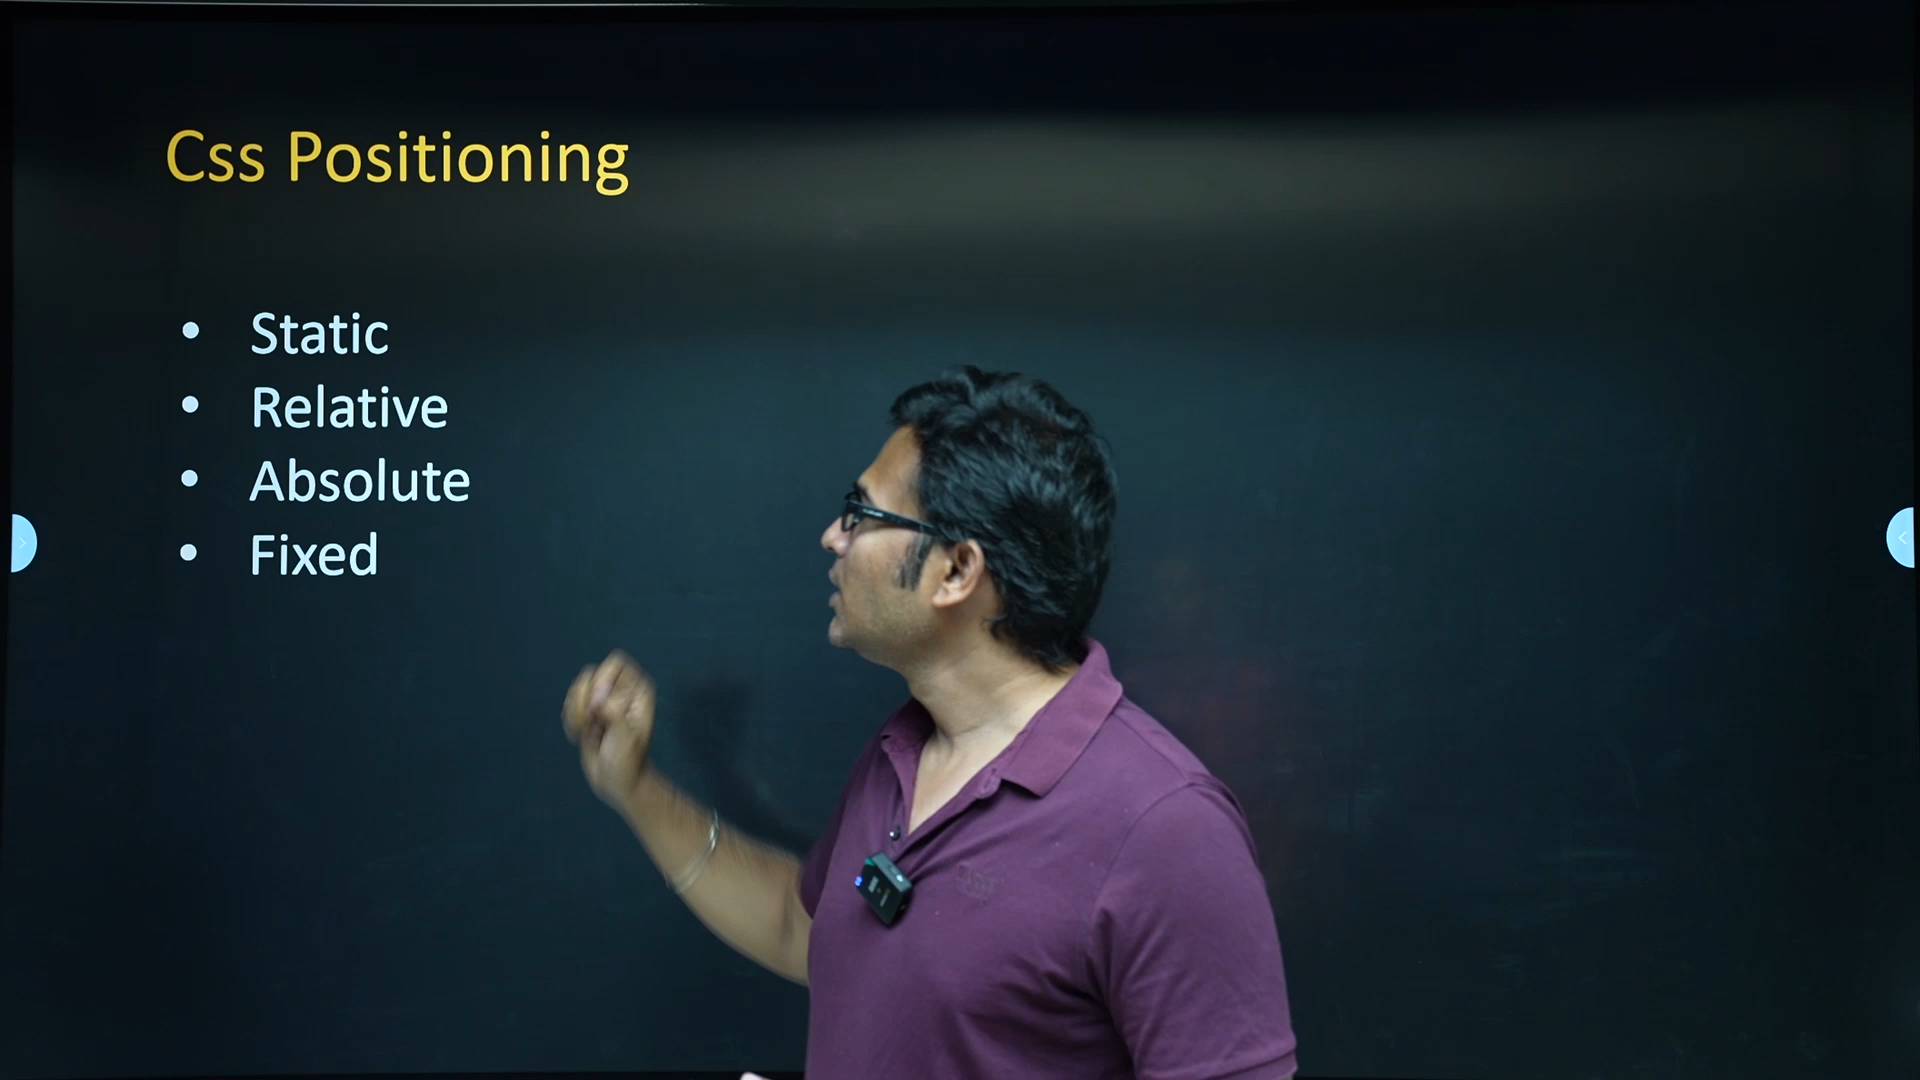 Css Positioning
• Static
• Relative
• Absolute
• Fixed